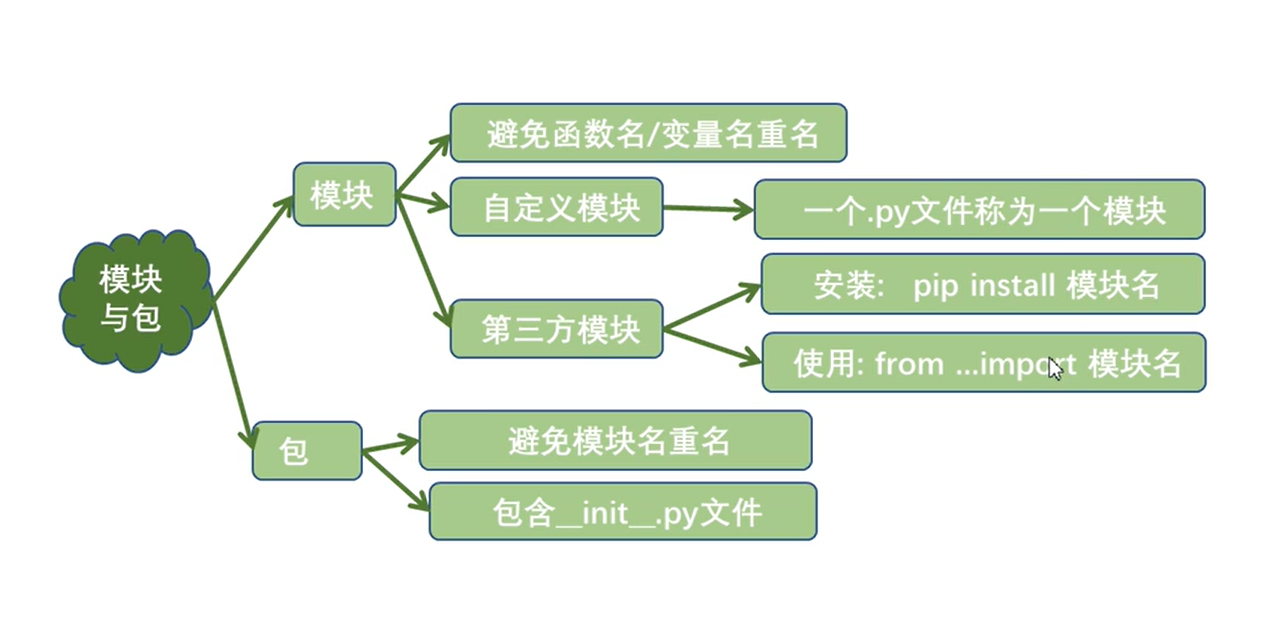 模块
与包
模块
避免函数名/变量名重名
自定义模块
一个.py文件称为一个模块
第三方模块
安装: pip install 模块名
使用: from ...import 模块名
包
避免模块名重名
包含__init__.py文件